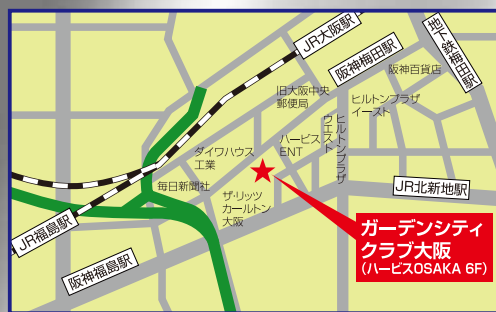 JR大阪駅
阪神梅田駅
地下鉄梅田駅
阪神百貨店
旧大阪中央
郵便局
ヒルトンプラザ
イースト
ヒルトンプラザ
ウエスト
ハービス
ENT
ダイワハウス
工業
毎日新聞社
ザ・リッツ
カールトン
大阪
JR北新地駅
JR福島駅
阪神福島駅
ガーデンシティ
クラブ大阪
(ハービスOSAKA 6F)